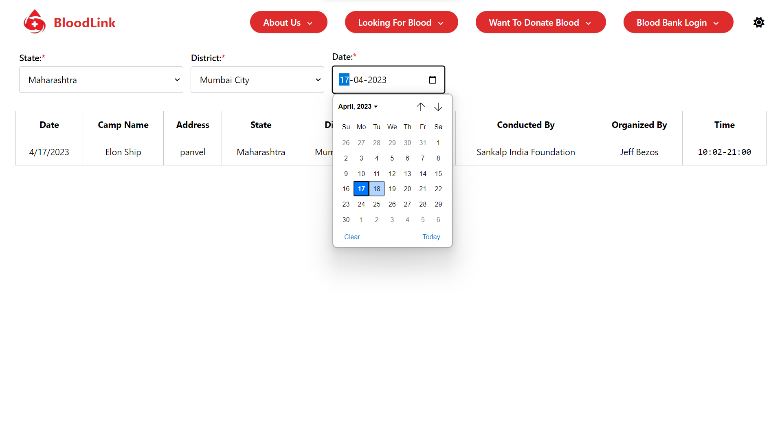 BloodLink
About Us
Looking For Blood
Want To Donate Blood
Blood Bank Login
State:*
District:*
Date:*
Maharashtra
Mumbai City
17-04-2023
April, 2023
Su Mo Tu We Th Fr Sa
26 27 28 29 30 31 1
2 3 4 5 6 7 8
9 10 11 12 13 14 15
16 17 18 19 20 21 22
23 24 25 26 27 28 29
30 1 2 3 4 5 6
Clear Today
Date Camp Name Address State Di Conducted By Organized By Time
4/17/2023 Elon Ship panvel Maharashtra Mum Sankalp India Foundation Jeff Bezos 10:02-21:00